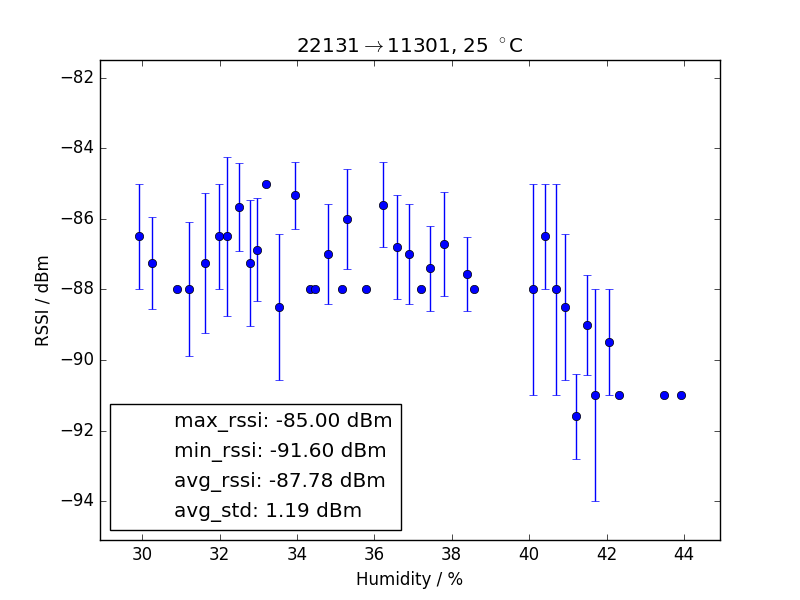 22131→11301, 25 °C
−82
−84
−86
−88
−90
−92
−94
RSSI / dBm
max_rssi: -85.00 dBm
min_rssi: -91.60 dBm
avg_rssi: -87.78 dBm
avg_std: 1.19 dBm
30 32 34 36 38 40 42 44
Humidity / %